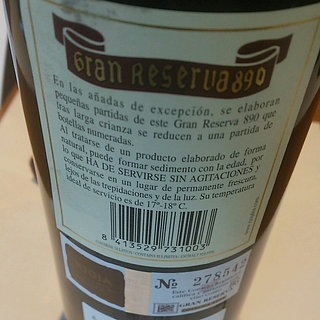 Gran Reserva 890
En las añadas de excepción, se elaboran
pequeñas partidas de este Gran Reserva 890 que
tras larga crianza se reducen a una partida de
botellas numeradas.
Al tratarse de un producto elaborado de forma
natural, puede formar sedimento con la edad, por
lo que HA DE SERVIRSE SIN AGITACIONES y
conservarse en un lugar de permanente frescura,
lejos de las trepidaciones y de la luz. Su temperatura
ideal de servicio es de 17º-18º C.
8 413529 731003
Nº 278542
GRAN RESERVA